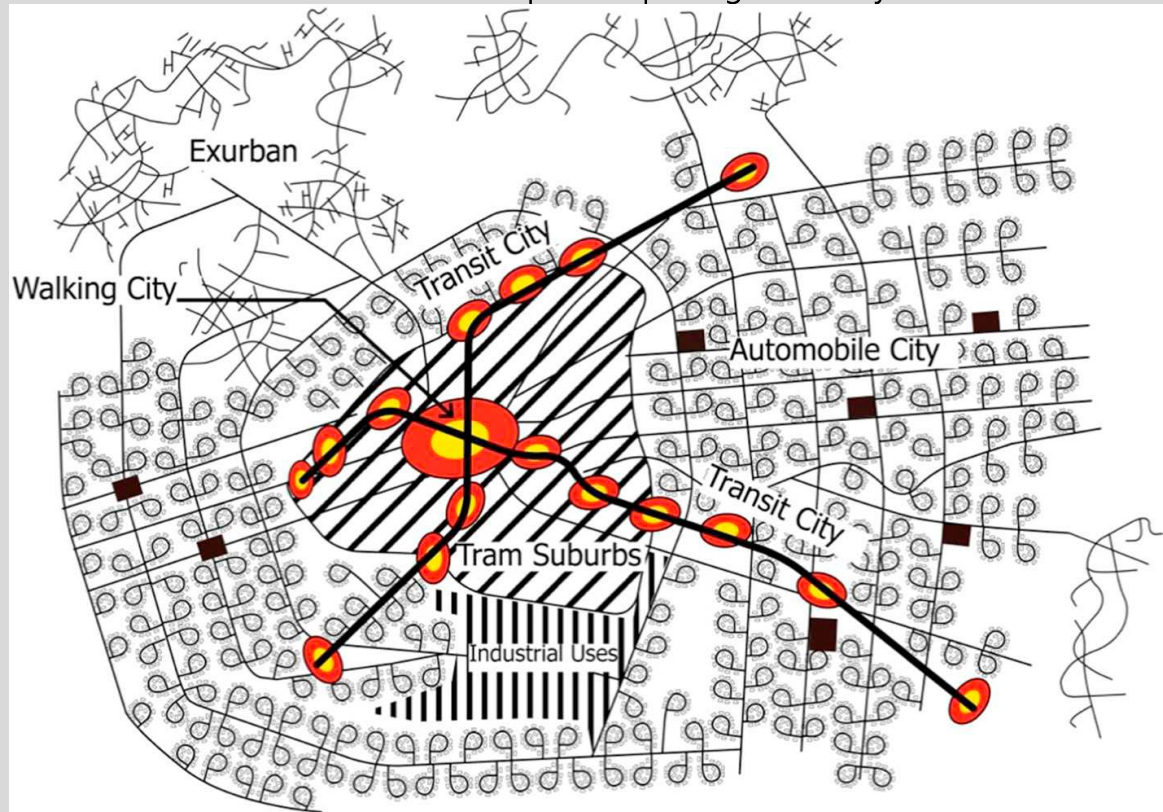 Exurban
Transit City
Walking City
Automobile City
Transit City
Tram Suburbs
Industrial Uses